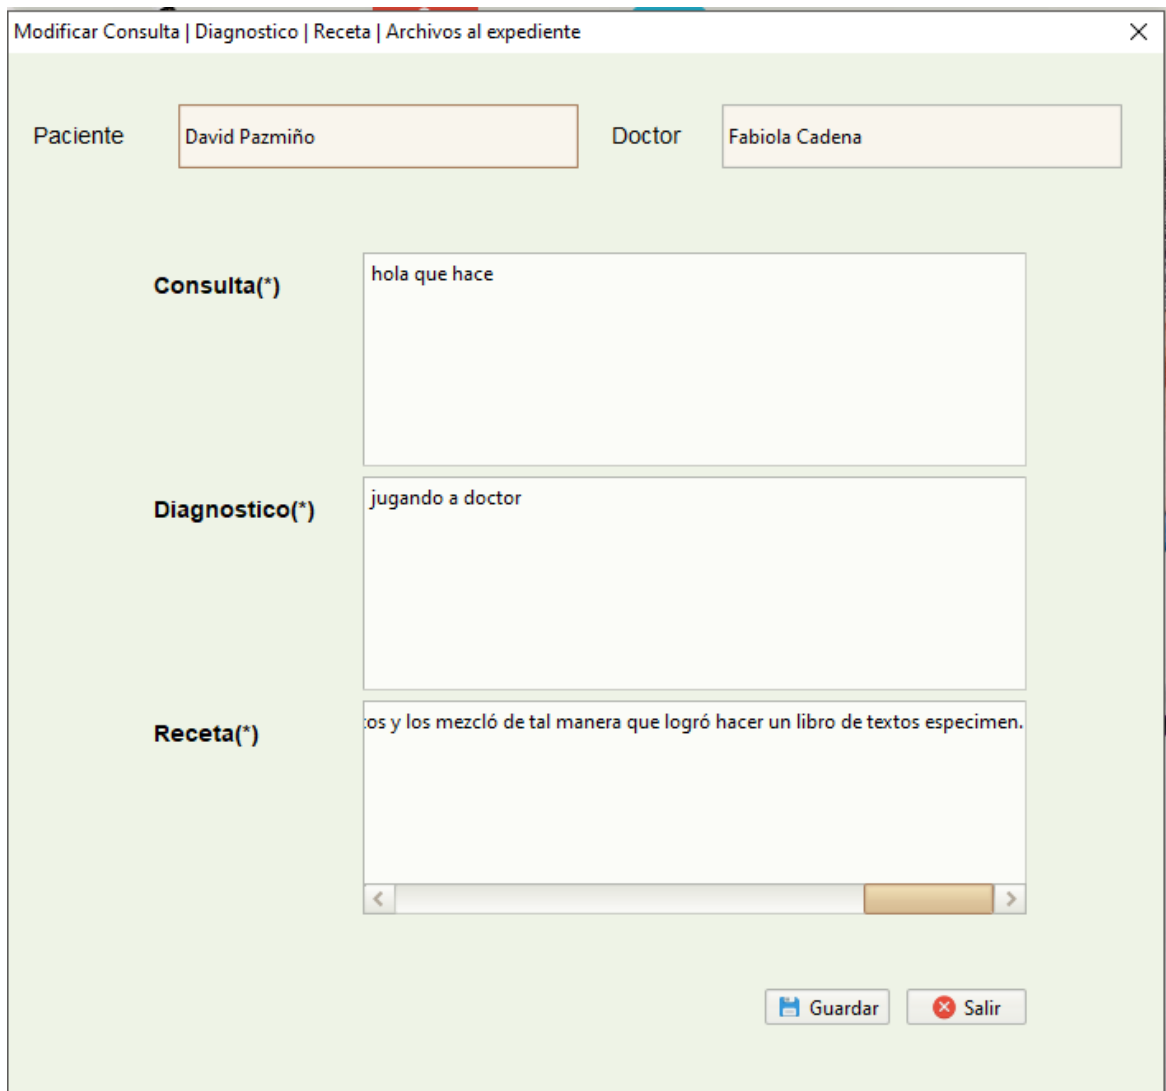 Modificar Consulta | Diagnostico | Receta | Archivos al expediente
Paciente David Pazmiño Doctor Fabiola Cadena
Consulta(*) hola que hace
Diagnostico(*) jugando a doctor
Receta(*) y los mezcló de tal manera que logró hacer un libro de textos especimen.
Guardar Salir